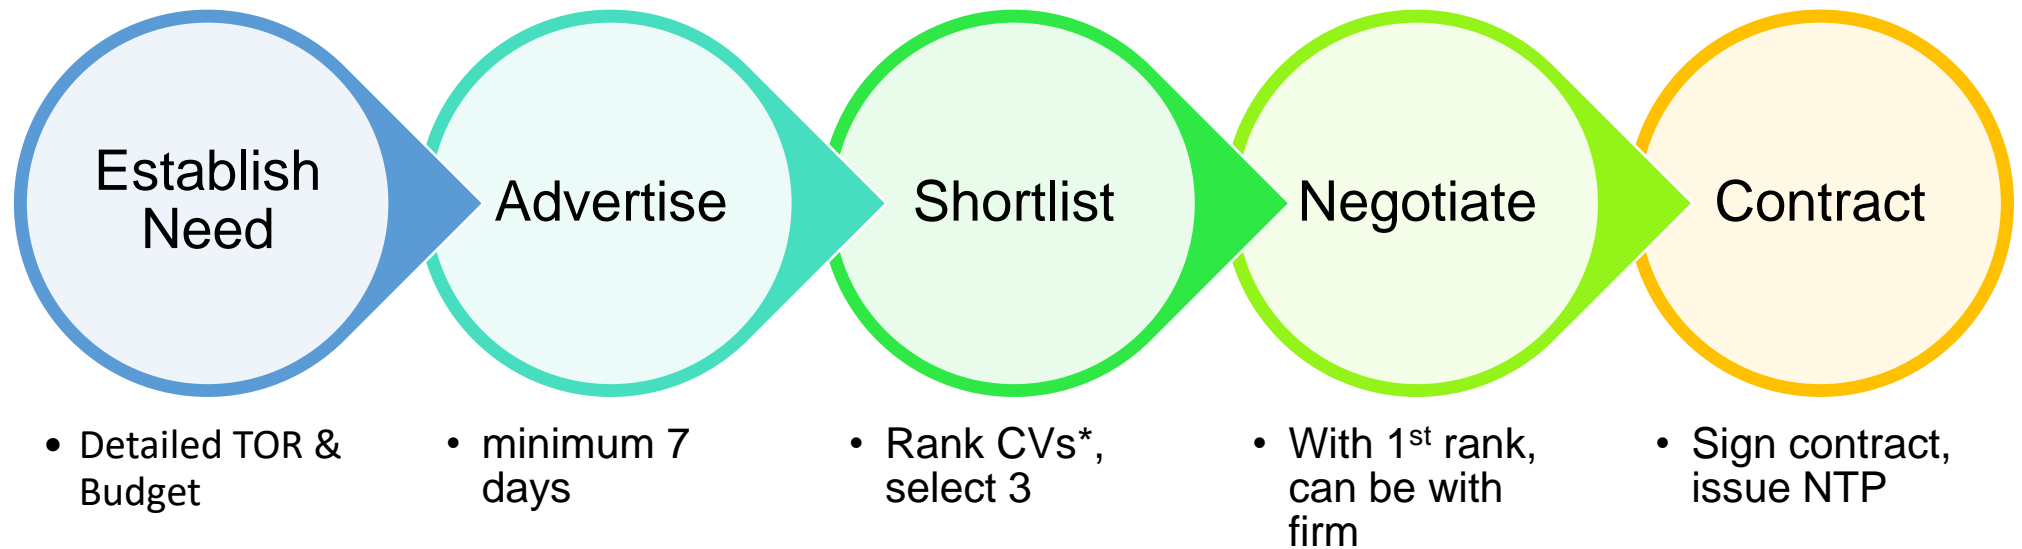 Establish
Need
Advertise
Shortlist
Negotiate
Contract
• Detailed TOR &
Budget
• minimum 7
days
• Rank CVs*,
select 3
• With 1st rank,
can be with
firm
• Sign contract,
issue NTP